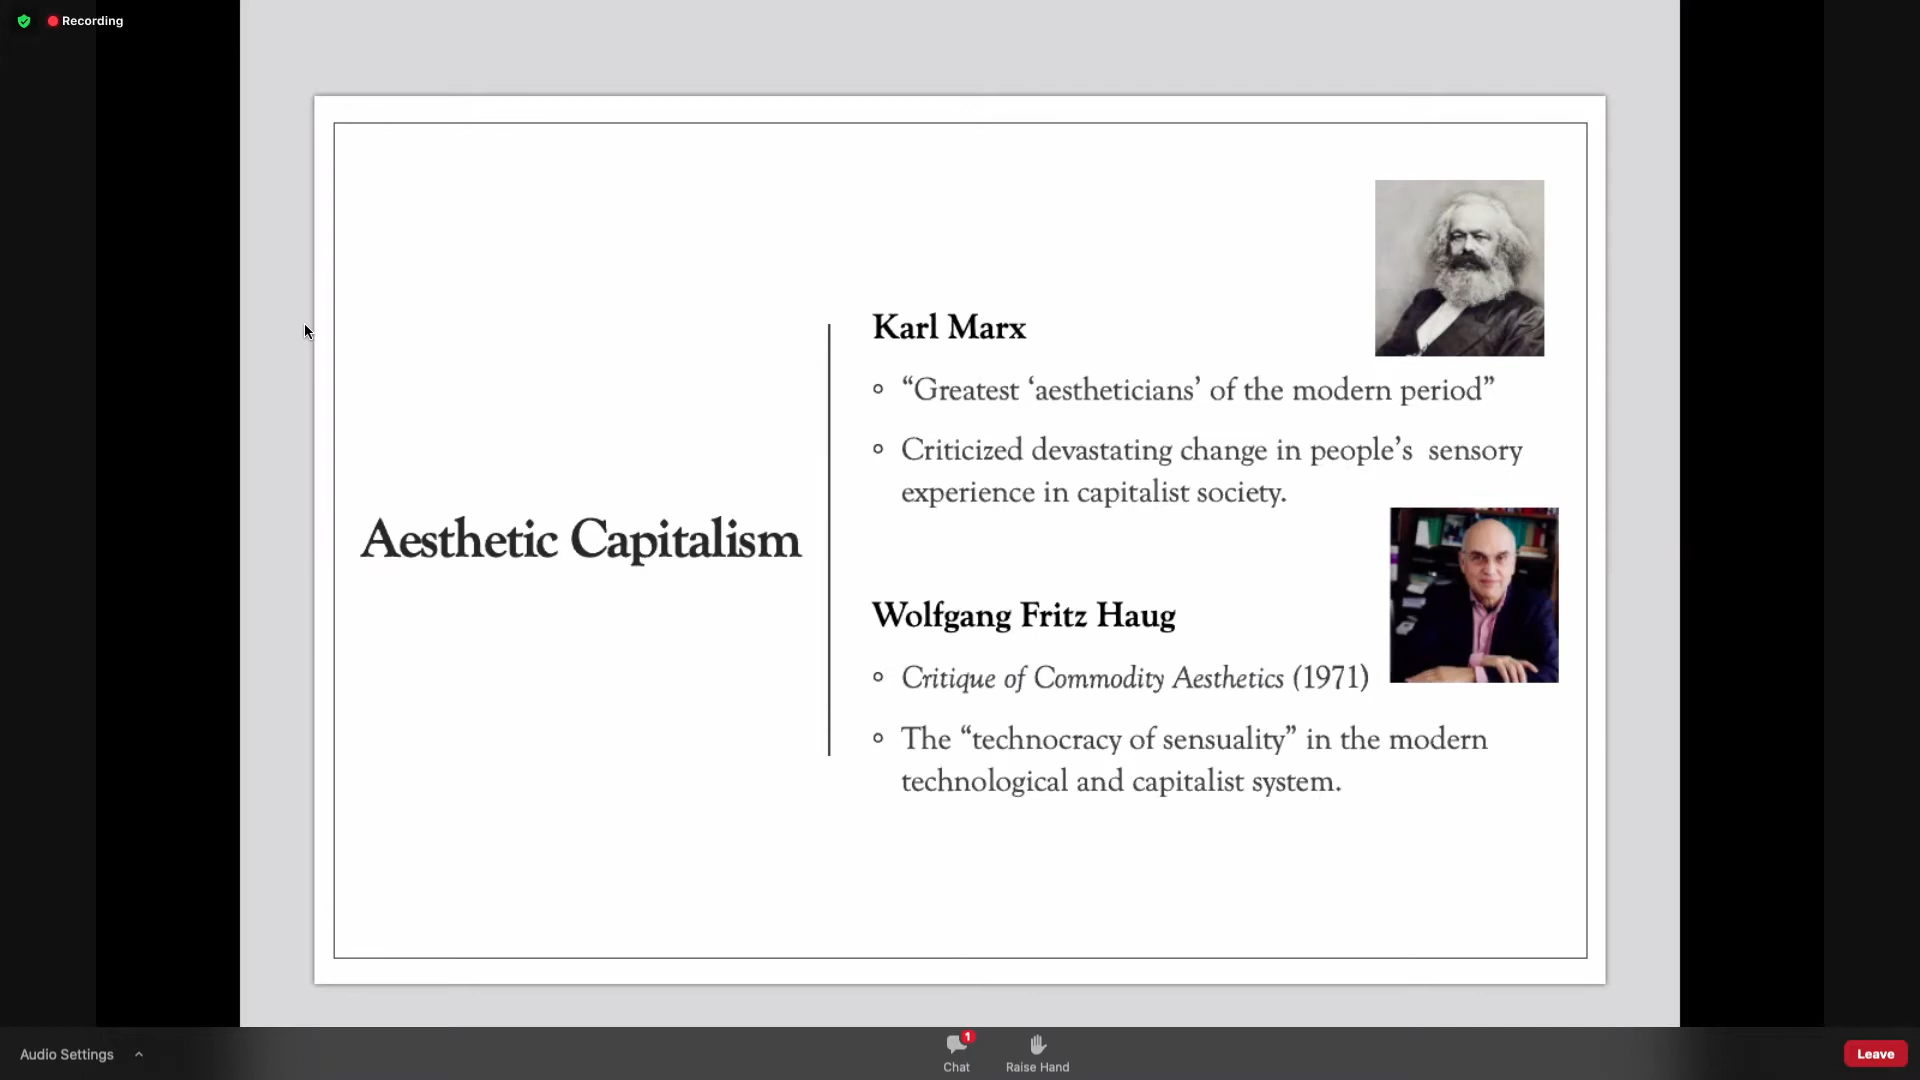 Recording
Karl Marx
“Greatest ‘aestheticians’ of the modern period”
Criticized devastating change in people’s  sensory
experience in capitalist society.
Aesthetic Capitalism
Wolfgang Fritz Haug
Critique of Commodity Aesthetics (1971)
The “technocracy of sensuality” in the modern
technological and capitalist system.
Audio Settings
1
Chat
Raise Hand
Leave